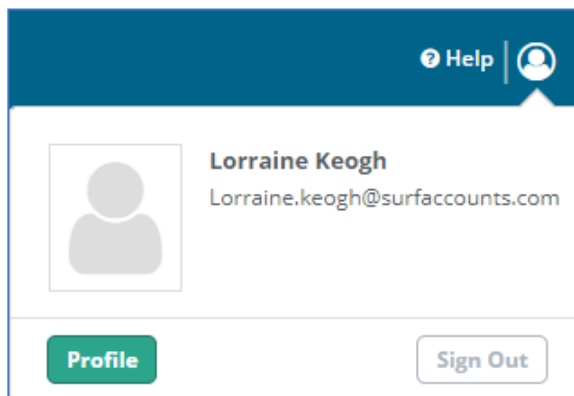 Help
Lorraine Keogh
Lorraine.keogh@surfaccounts.com
Profile
Sign Out